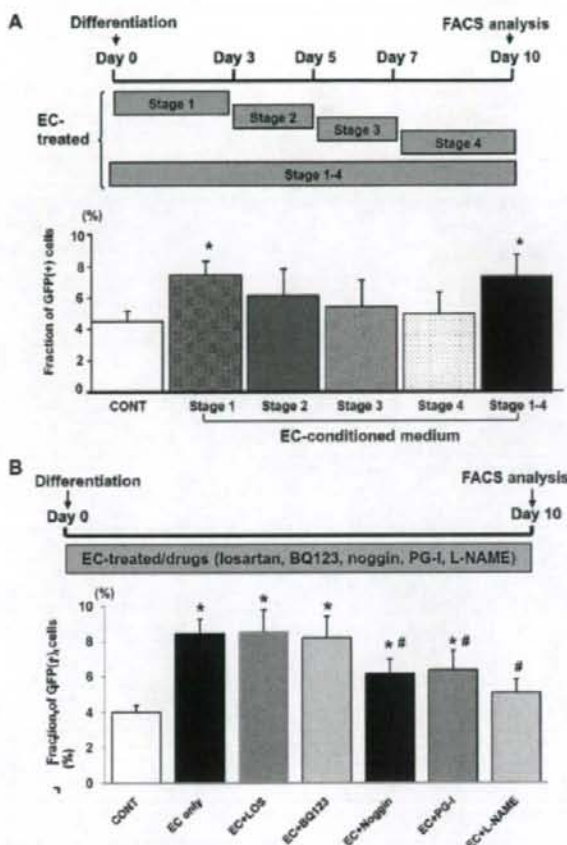 A
Differentiation FACS analysis
Day 0 Day 3 Day 5 Day 7 Day 10
EC-
treated
Stage 1
Stage 2
Stage 3
Stage 4
Stage 1-4
(%)
Fraction of GFP(+) cells
10
8
6
4
2
0
*
*
CONT Stage 1 Stage 2 Stage 3 Stage 4 Stage 1-4
EC-conditioned medium
B
Differentiation FACS analysis
Day 0 Day 10
EC-treated/drugs (losartan, BQ123, noggin, PG-I, L-NAME)
(%)
Fraction of GFP( ) cells
(%)
10
8
6
4
2
0
* * * *# *# #
CONT EC only EC+LOS EC+BQ123 EC+Noggin EC+PG-I EC+L-NAME